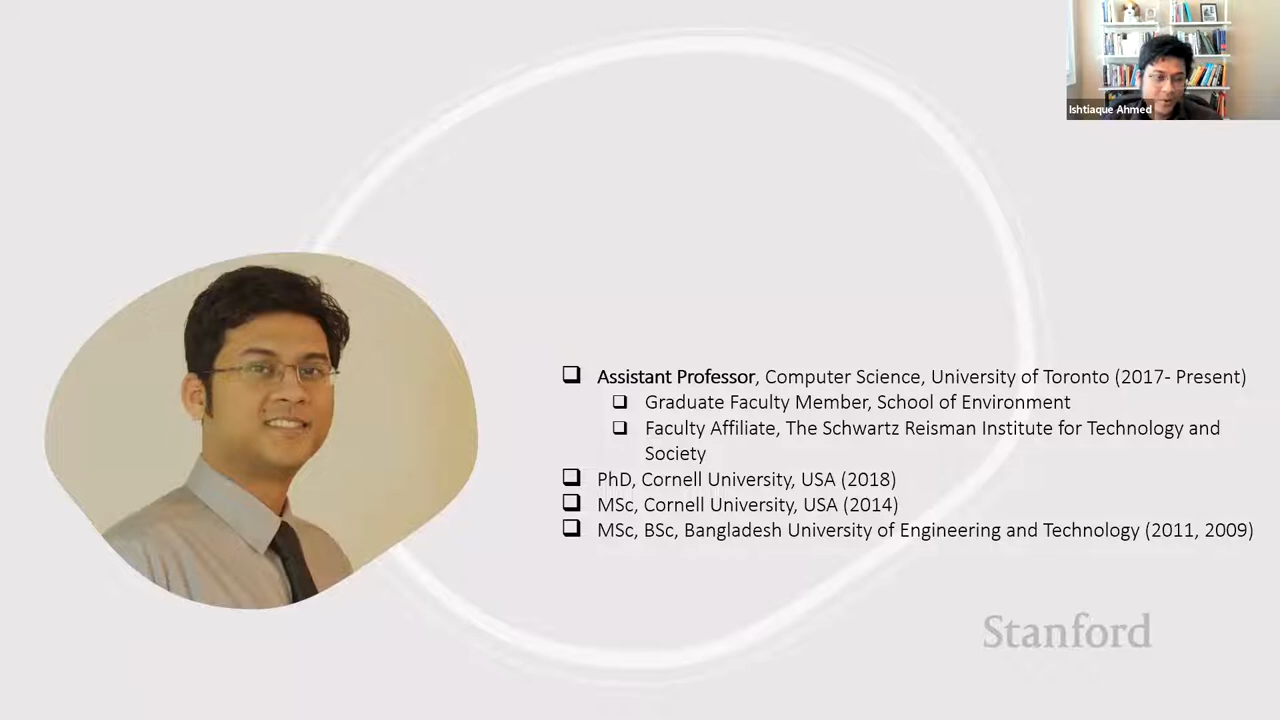 Ishtiaque Ahmed
Assistant Professor, Computer Science, University of Toronto (2017- Present)
Graduate Faculty Member, School of Environment
Faculty Affiliate, The Schwartz Reisman Institute for Technology and
Society
PhD, Cornell University, USA (2018)
MSc, Cornell University, USA (2014)
MSc, BSc, Bangladesh University of Engineering and Technology (2011, 2009)
Stanford